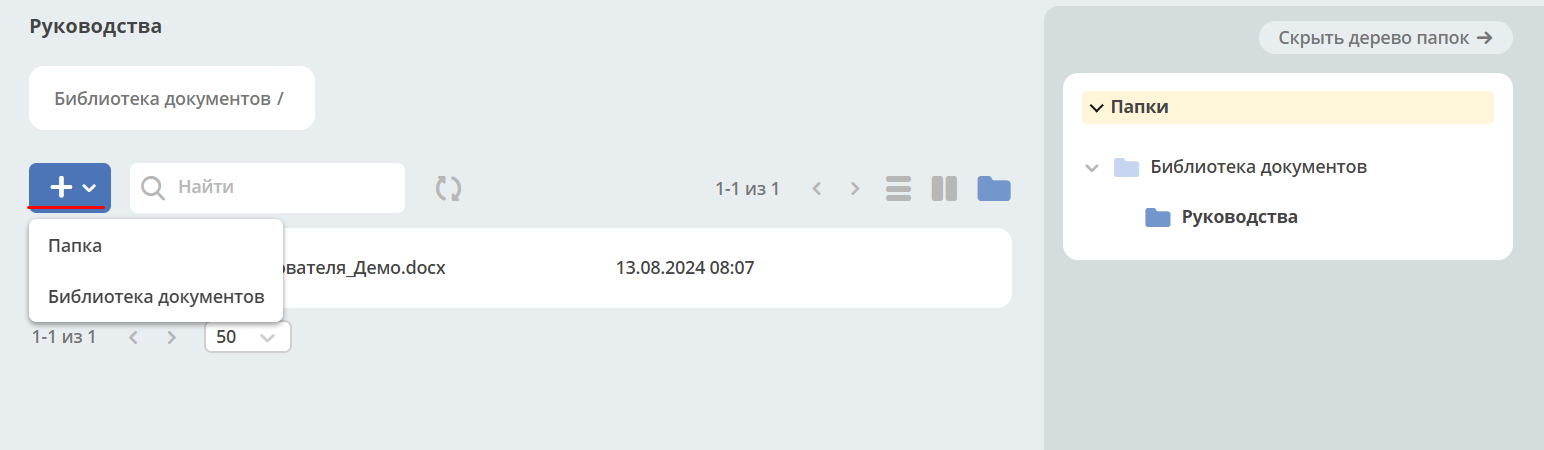 Руководства
Скрыть дерево папок
Библиотека документов /
Папки
Найти
1-1 из 1
Библиотека документов
Руководства
Папка
Библиотека документов
ователя_Демо.docx
13.08.2024 08:07
1-1 из 1
50